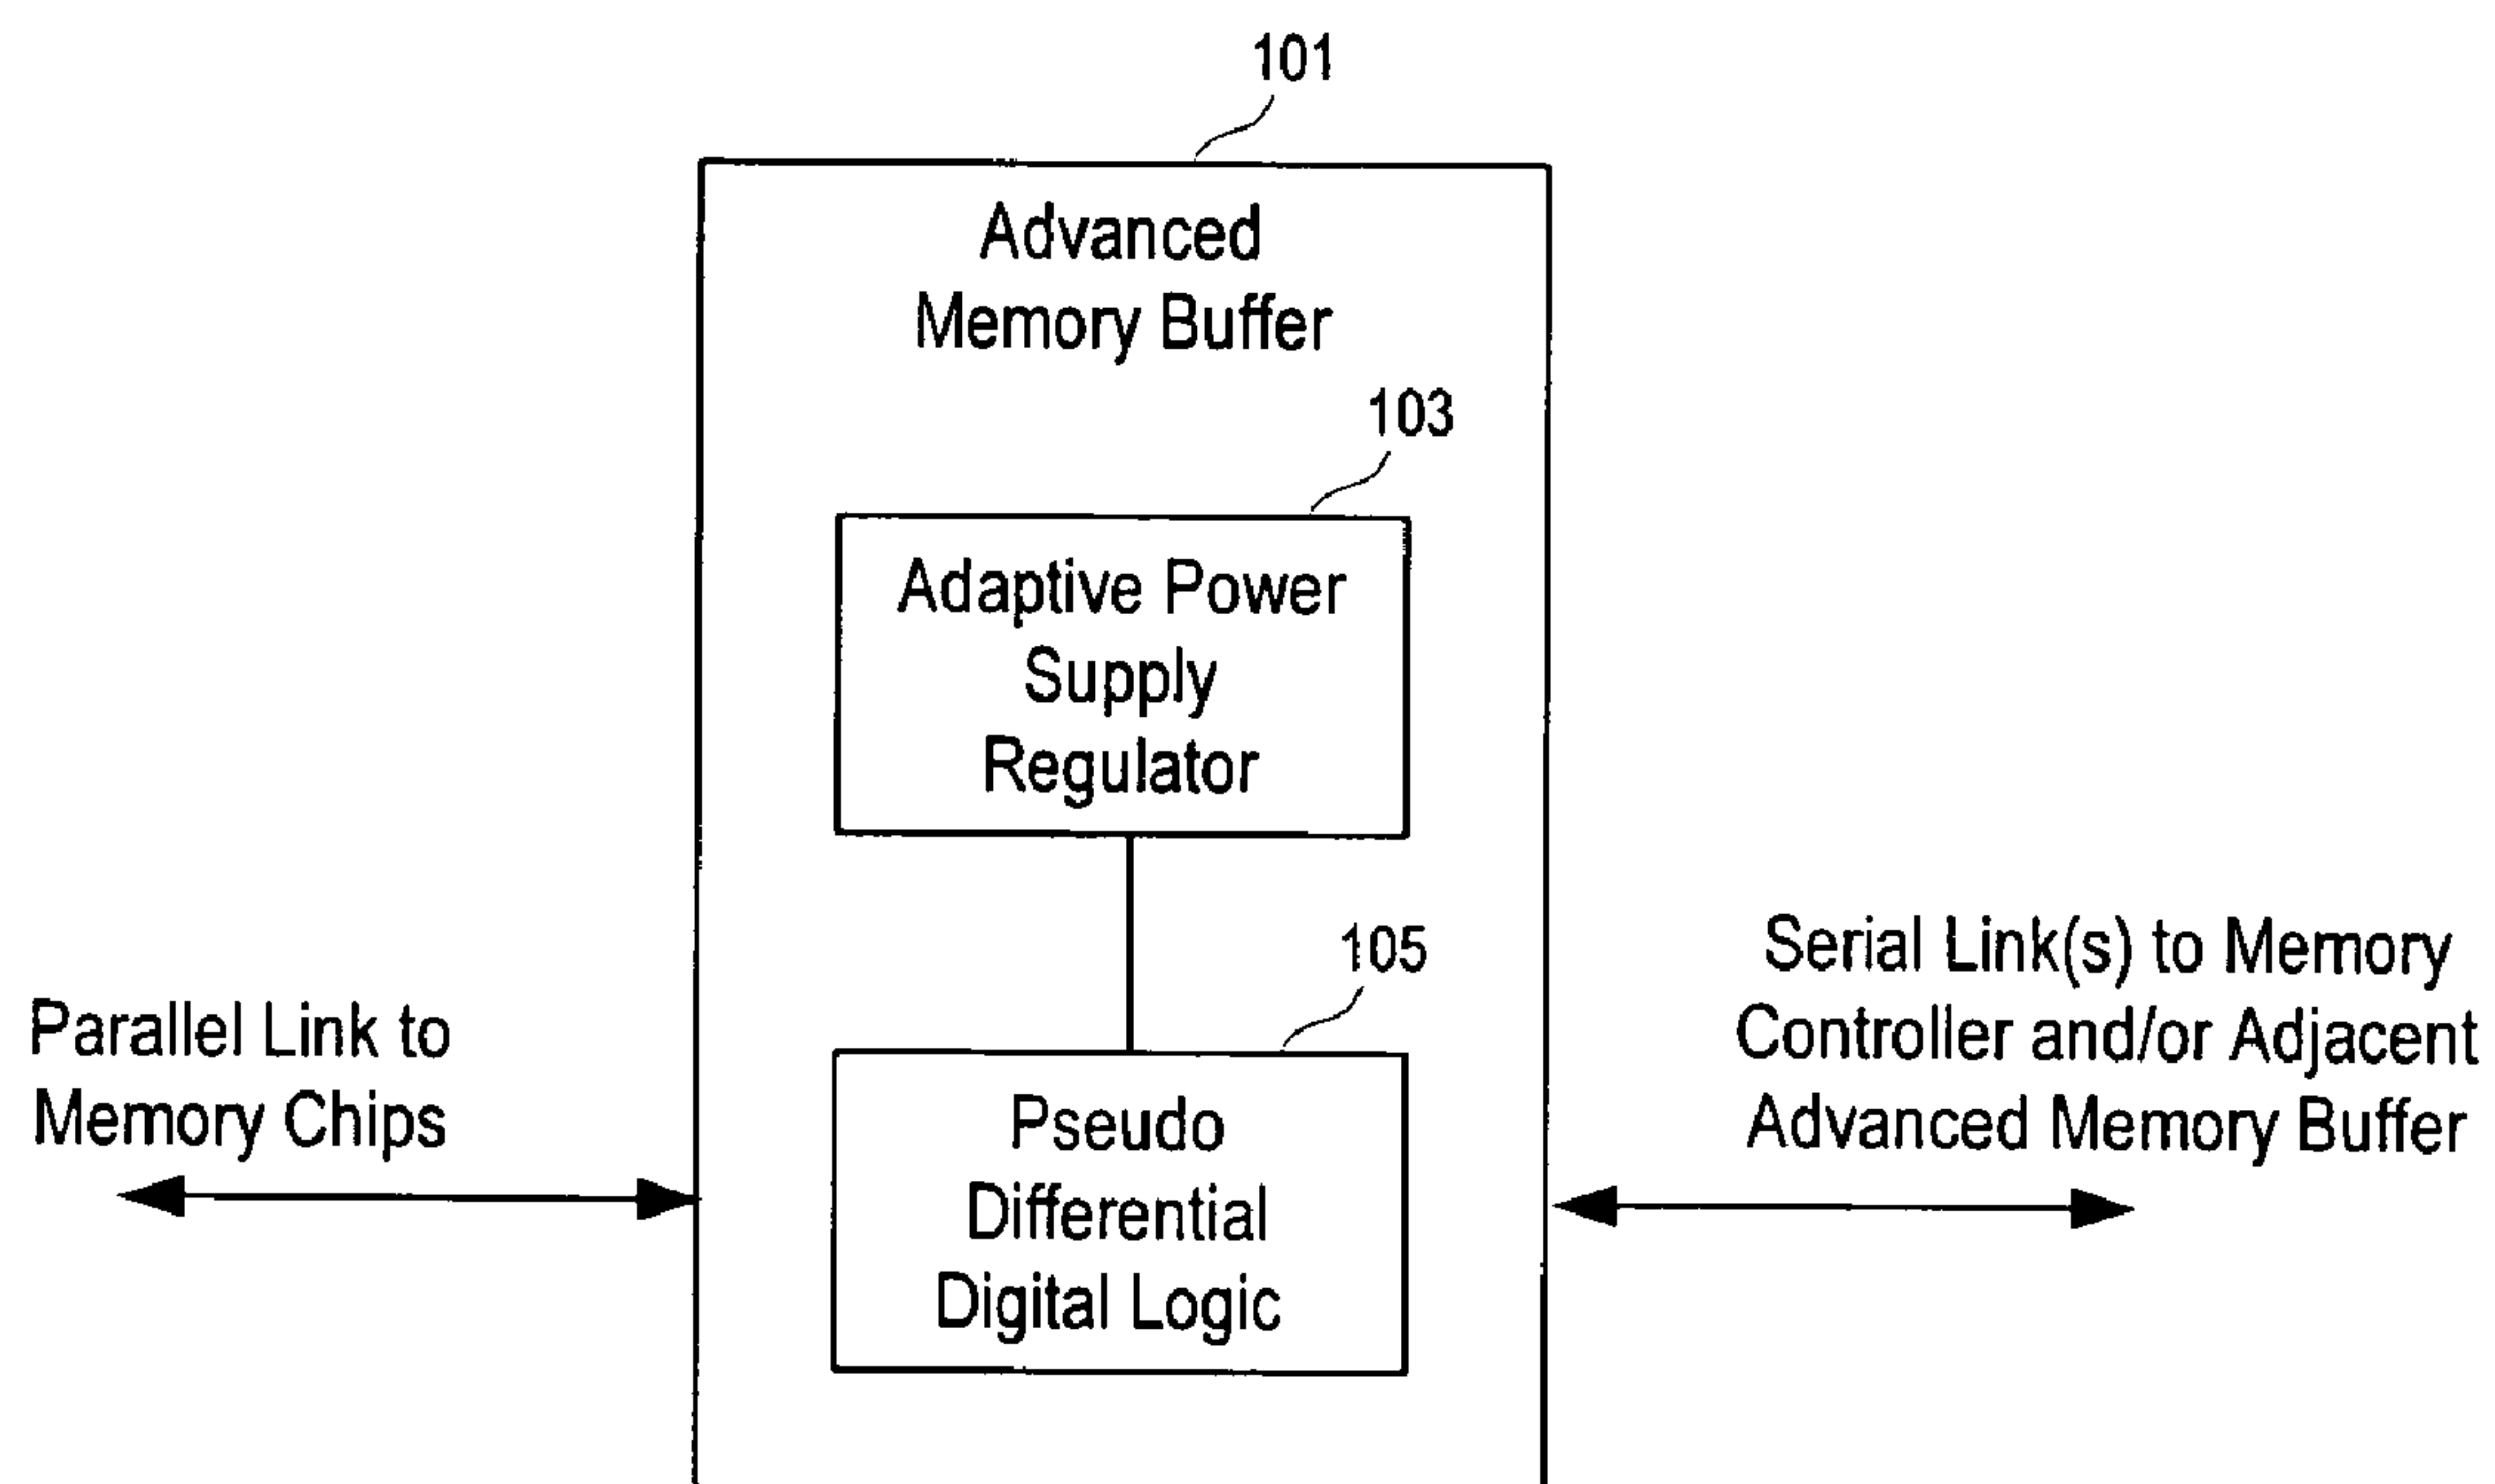 101
Advanced
Memory Buffer
103
Adaptive Power
Supply
Regulator
105
Parallel Link to
Memory Chips
Serial Link(s) to Memory
Controller and/or Adjacent
Advanced Memory Buffer
Pseudo
Differential
Digital Logic